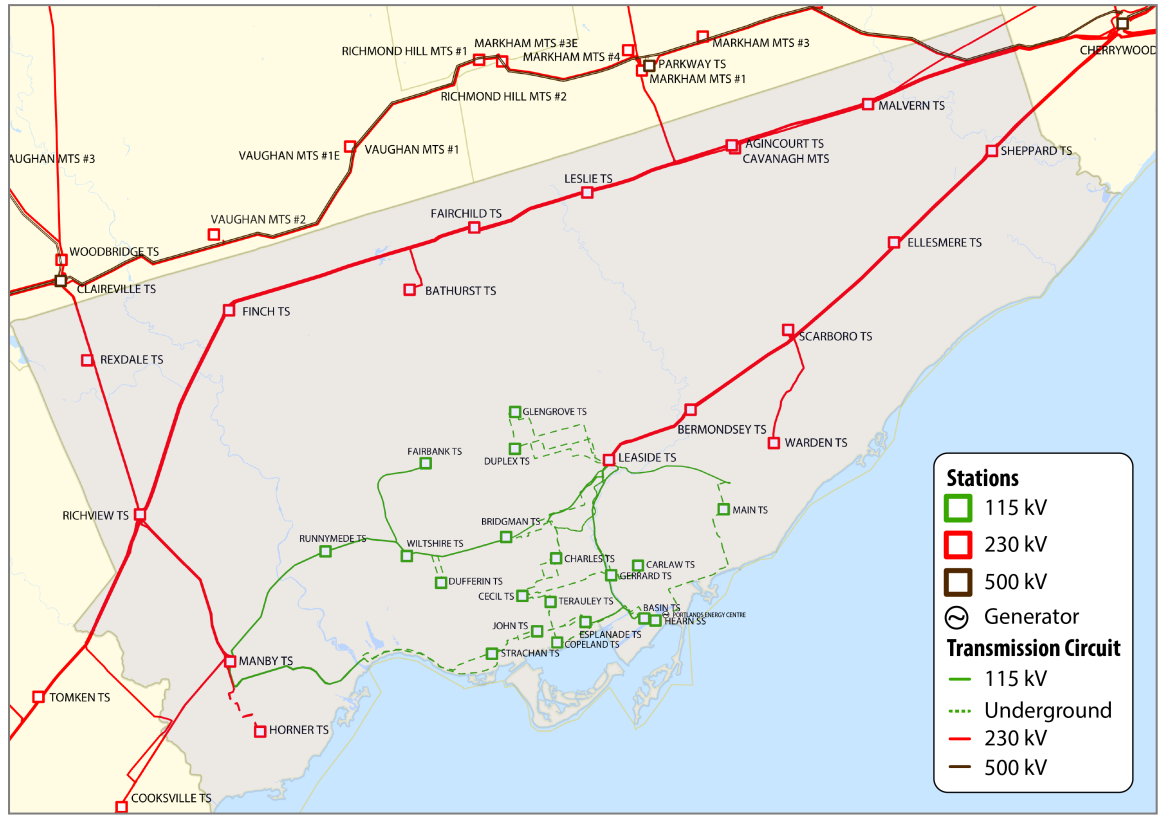 MARKHAM MTS #3E
MARKHAM MTS #3
RICHMOND HILL MTS #1
MARKHAM MTS #4
CHERRYWOOD
PARKWAY TS
MARKHAM MTS #1
RICHMOND HILL MTS #2
MALVERN TS
AUGHAN MTS #3
VAUGHAN MTS #1E
VAUGHAN MTS #1
AGINCOURT TS
CAVANAGH MTS
SHEPPARD TS
LESLIE TS
FAIRCHILD TS
VAUGHAN MTS #2
ELLESMERE TS
WOODBRIDGE TS
CLAIREVILLE TS
BATHURST TS
FINCH TS
SCARBORO TS
REXDALE TS
GLENGROVE TS
BERMONDSEY TS
WARDEN TS
FAIRBANK TS
DUPLEX TS
LEASIDE TS
RICHVIEW TS
BRIDGMAN TS
MAIN TS
RUNNYMEDE TS
WILTSHIRE TS
CHARLES TS
CARLAW TS
GERRARD TS
DUFFERIN TS
CECIL TS
TERAULEY TS
BASIN TS
PORTLANDS ENERGY CENTRE
HEARN SS
JOHN TS
ESPLANADE TS
COPELAND TS
STRACHAN TS
MANBY TS
TOMKEN TS
HORNER TS
COOKSVILLE TS
Stations
115 kV
230 kV
500 kV
Generator
Transmission Circuit
115 kV
Underground
230 kV
500 kV